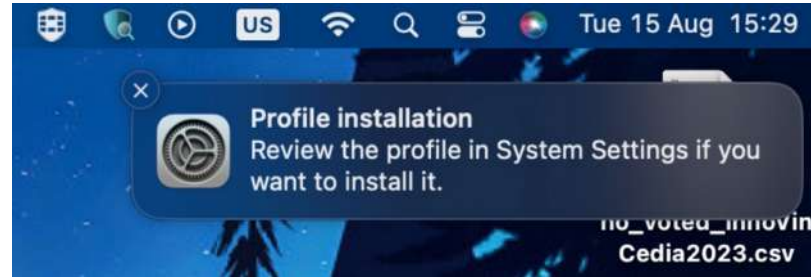 US
Tue 15 Aug 15:29
Profile installation
Review the profile in System Settings if you
want to install it.
no_voted_innovin
Cedia2023.csv